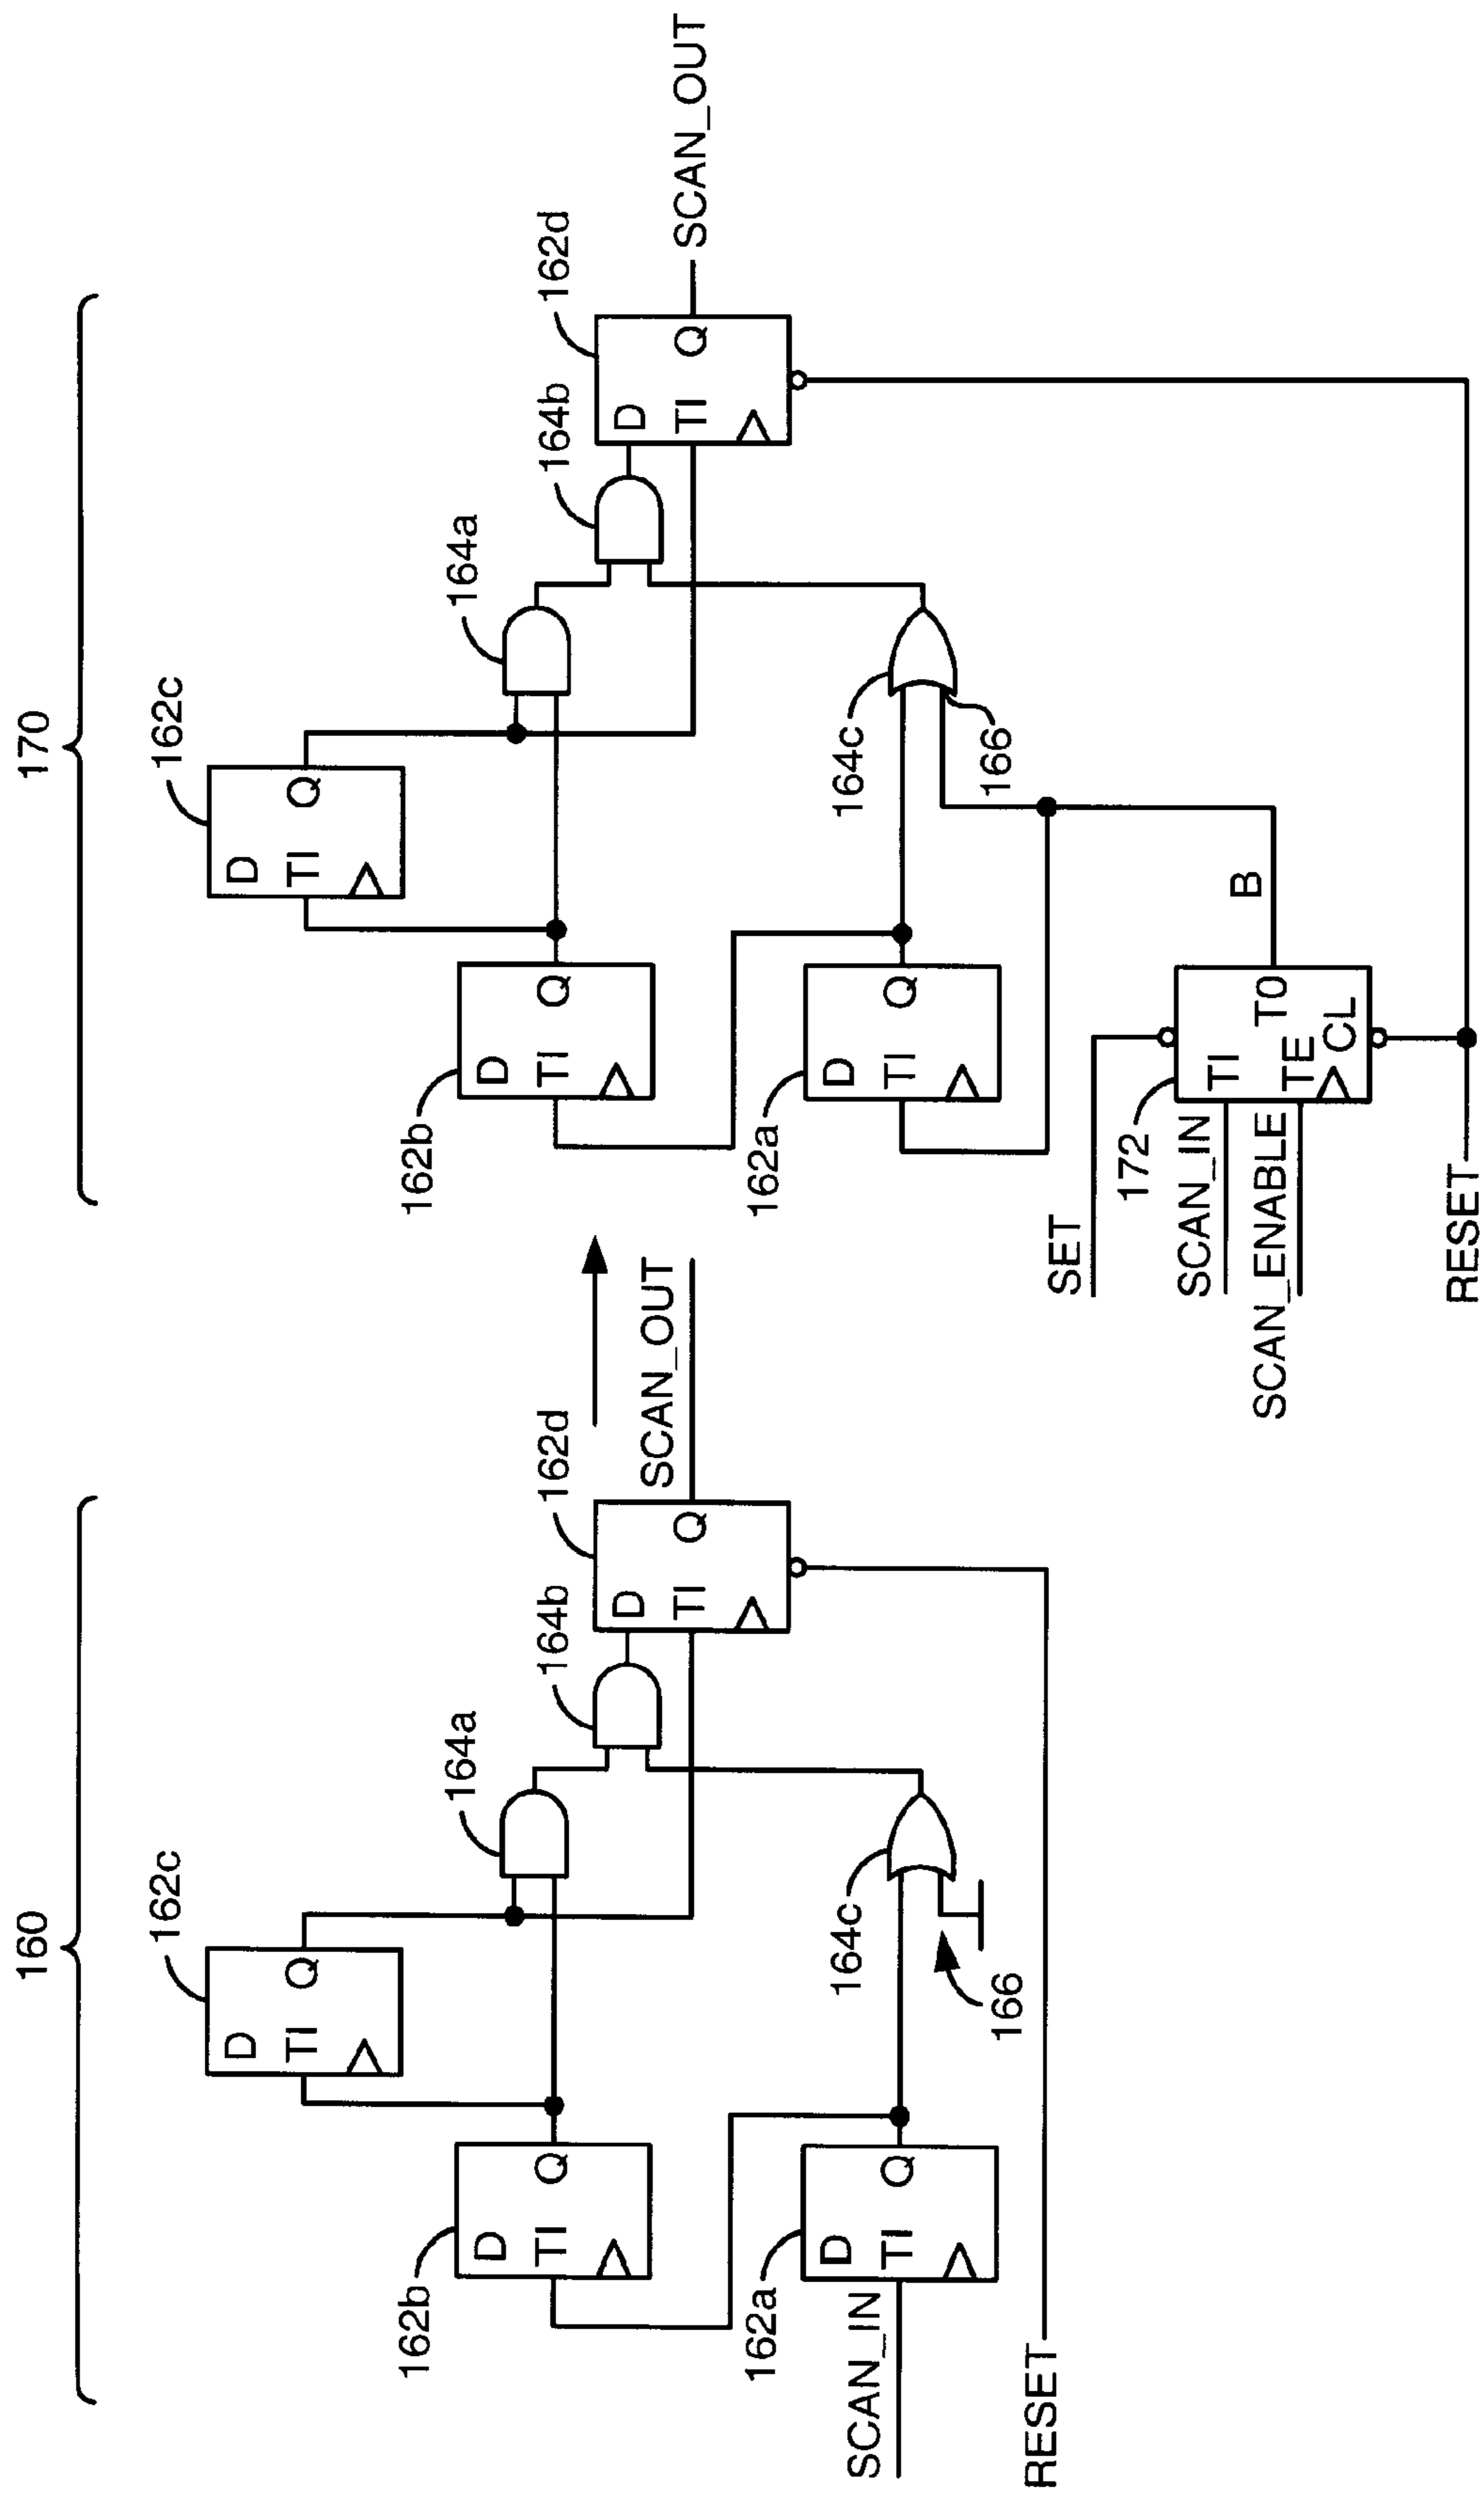 160
162c
D
TI
Q
164a
164b
162d
D
TI
Q
SCAN_OUT
162b
D
TI
Q
162a
D
TI
Q
164c
166
SCAN_IN
RESET
170
162c
D
TI
Q
164a
164b
162d
D
TI
Q
SCAN_OUT
162b
D
TI
Q
162a
D
TI
Q
164c
166
B
SET
172
SCAN_IN
SCAN_ENABLE
TI
TO
TE
CL
RESET